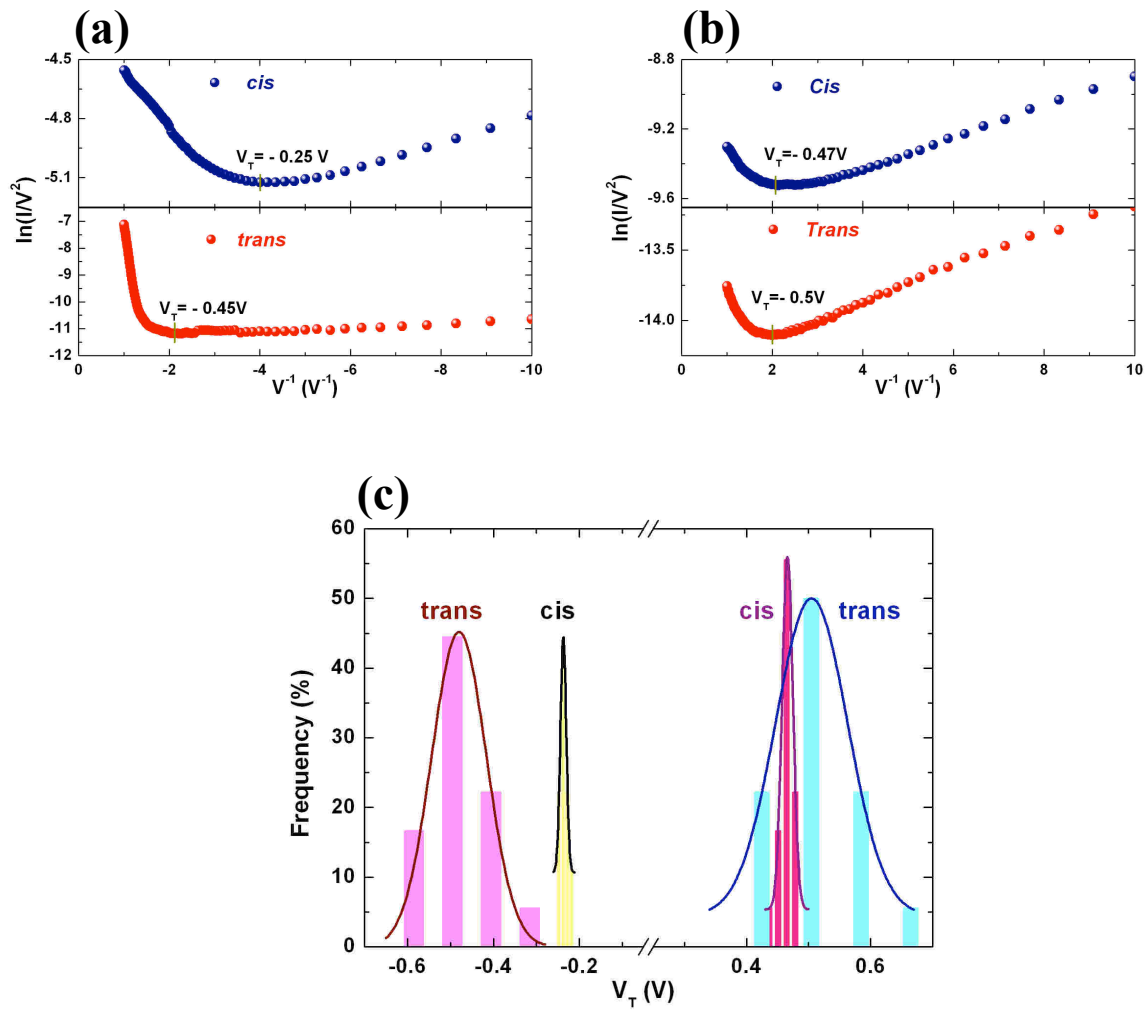 (a)
-4.5
cis
-4.8
V_T= - 0.25 V
-5.1
ln(I/V²)
-7
trans
-8
-9
-10
V_T= - 0.45V
-11
-12
0 -2 -4 -6 -8 -10
V⁻¹ (V⁻¹)
(b)
-8.8
Cis
-9.2
V_T= - 0.47V
-9.6
ln(I/V²)
Trans
-13.5
V_T= - 0.5V
-14.0
0 2 4 6 8 10
V⁻¹ (V⁻¹)
(c)
60
50
trans cis cis trans
40
30
20
10
0
Frequency (%)
-0.6 -0.4 -0.2 0.4 0.6
V_T (V)